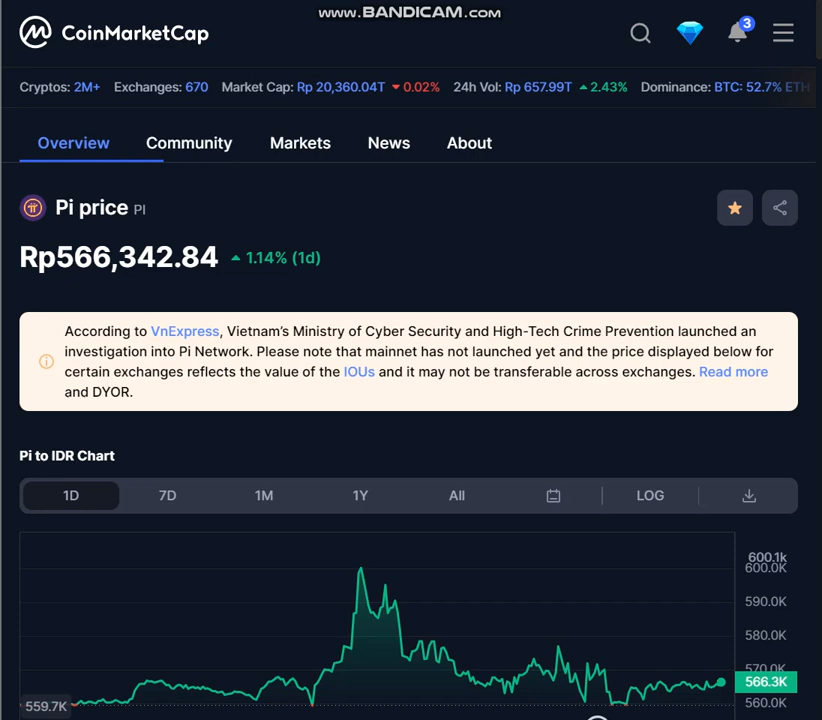 WWW.BANDICAM.COM
CoinMarketCap
3
Cryptos: 2M+ Exchanges: 670 Market Cap: Rp 20,360.04T 0.02% 24h Vol: Rp 657.99T 2.43% Dominance: BTC: 52.7% ETH
Overview Community Markets News About
Pi price PI
Rp566,342.84 1.14% (1d)
According to VnExpress, Vietnam's Ministry of Cyber Security and High-Tech Crime Prevention launched an
investigation into Pi Network. Please note that mainnet has not launched yet and the price displayed below for
certain exchanges reflects the value of the IOUs and it may not be transferable across exchanges. Read more
and DYOR.
Pi to IDR Chart
1D 7D 1M 1Y All LOG
600.1k
600.0K
590.0K
580.0K
570.0K
566.3K
560.0K
559.7K